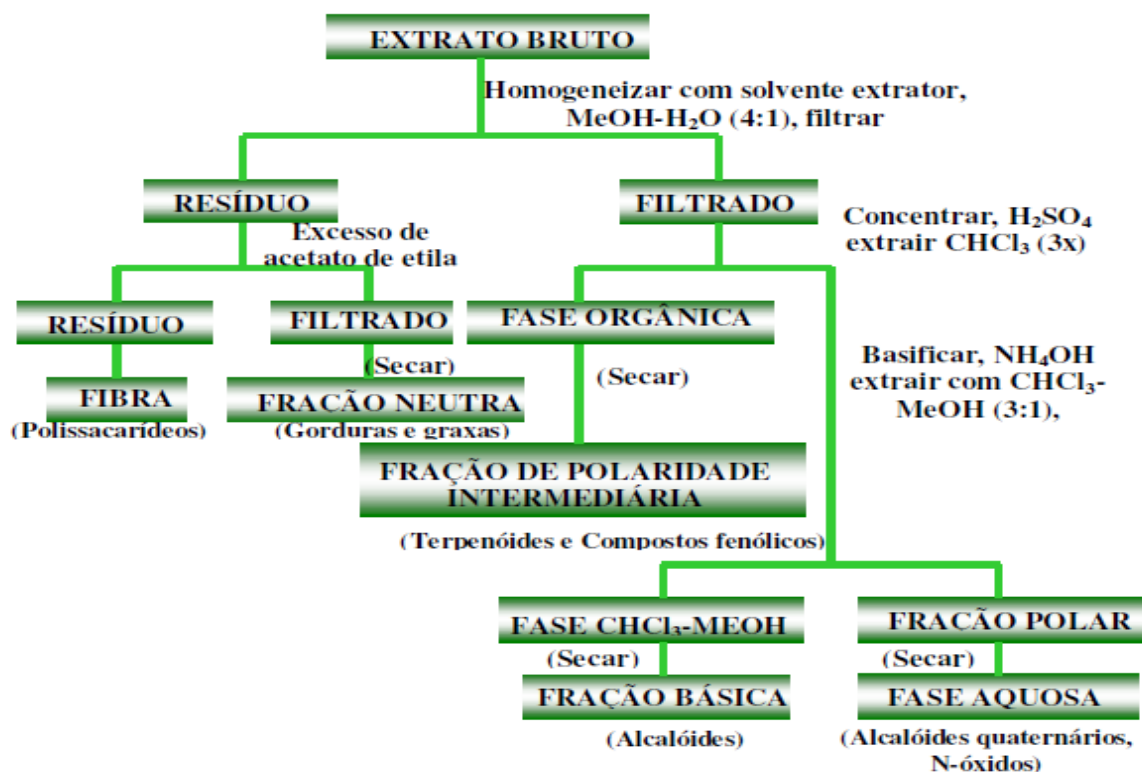 EXTRATO BRUTO
Homogeneizar com solvente extrator,
MeOH-H₂O (4:1), filtrar
RESÍDUO
FILTRADO
Concentrar, H₂SO₄
extrair CHCl₃ (3x)
Excesso de
acetato de etila
RESÍDUO
FILTRADO
FASE ORGÂNICA
Basificar, NH₄OH
extrair com CHCl₃-
MeOH (3:1),
(Secar)
(Secar)
FIBRA
(Polissacarídeos)
FRAÇÃO NEUTRA
(Gorduras e graxas)
FRAÇÃO DE POLARIDADE
INTERMEDIÁRIA
(Terpenóides e Compostos fenólicos)
FASE CHCl₃-MEOH
FRAÇÃO POLAR
(Secar)
(Secar)
FRAÇÃO BÁSICA
FASE AQUOSA
(Alcalóides)
(Alcalóides quaternários,
N-óxidos)